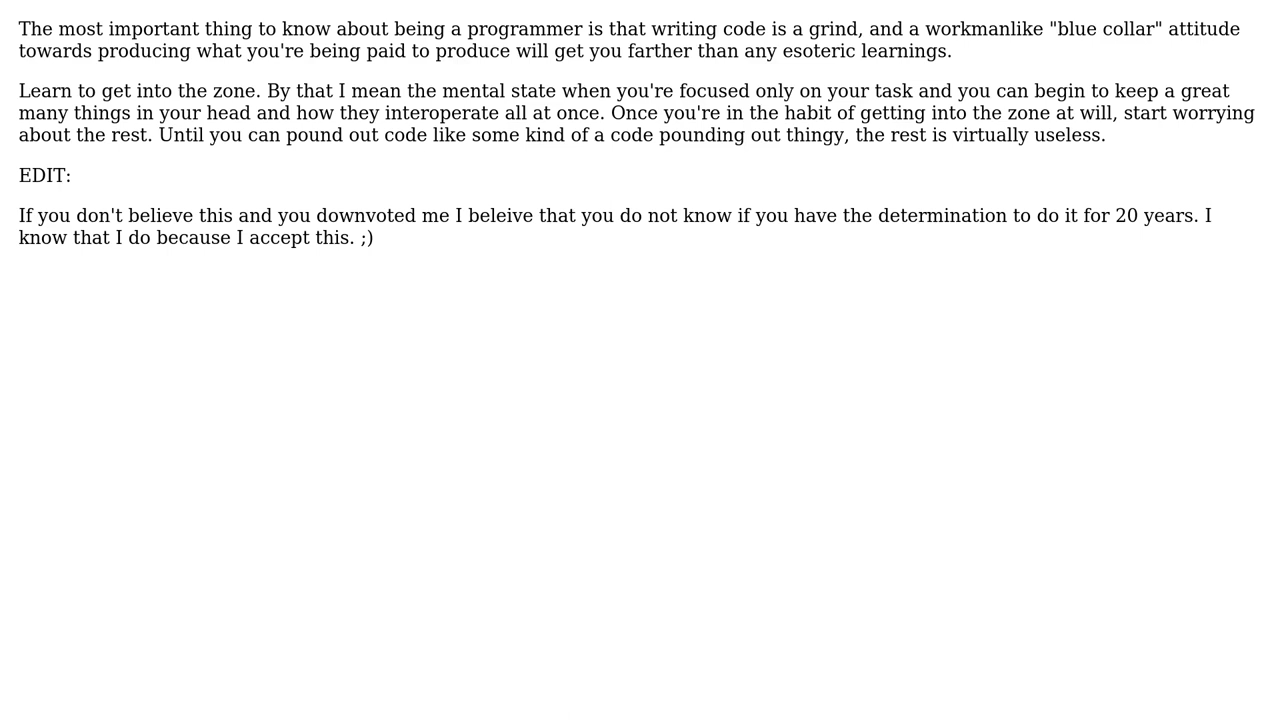 The most important thing to know about being a programmer is that writing code is a grind, and a workmanlike "blue collar" attitude
towards producing what you're being paid to produce will get you farther than any esoteric learnings.
Learn to get into the zone. By that I mean the mental state when you're focused only on your task and you can begin to keep a great
many things in your head and how they interoperate all at once. Once you're in the habit of getting into the zone at will, start worrying
about the rest. Until you can pound out code like some kind of a code pounding out thingy, the rest is virtually useless.
EDIT:
If you don't believe this and you downvoted me I beleive that you do not know if you have the determination to do it for 20 years. I
know that I do because I accept this. ;)